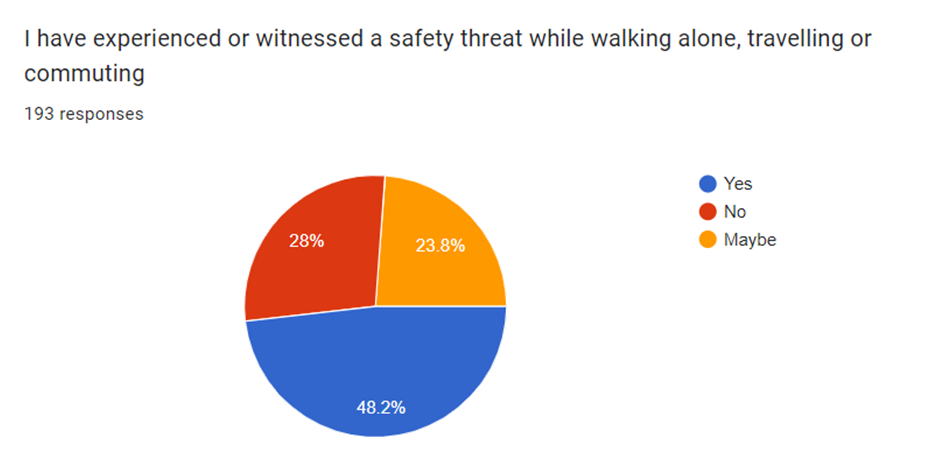 I have experienced or witnessed a safety threat while walking alone, travelling or
commuting
193 responses
Yes
No
Maybe
28%
23.8%
48.2%